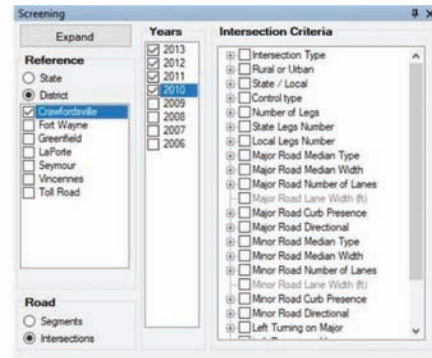 Screening
Expand
Reference
State
District
Crawfordsville
Fort Wayne
Greenfield
LaPorte
Seymour
Vincennes
Toll Road
Road
Segments
Intersections
Years
2013
2012
2011
2010
2009
2008
2007
2006
Intersection Criteria
Intersection Type
Rural or Urban
State / Local
Control type
Number of Legs
State Legs Number
Local Legs Number
Major Road Median Type
Major Road Median Width
Major Road Number of Lanes
Major Road Lane Width (ft)
Major Road Curb Presence
Major Road Directional
Minor Road Median Type
Minor Road Median Width
Minor Road Number of Lanes
Minor Road Lane Width (ft)
Minor Road Curb Presence
Minor Road Directional
Left Turning on Major